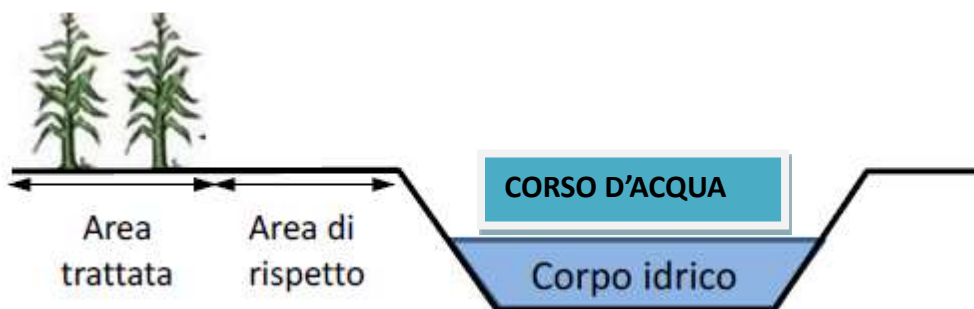 CORSO D'ACQUA
Area
trattata
Area di
rispetto
Corpo idrico